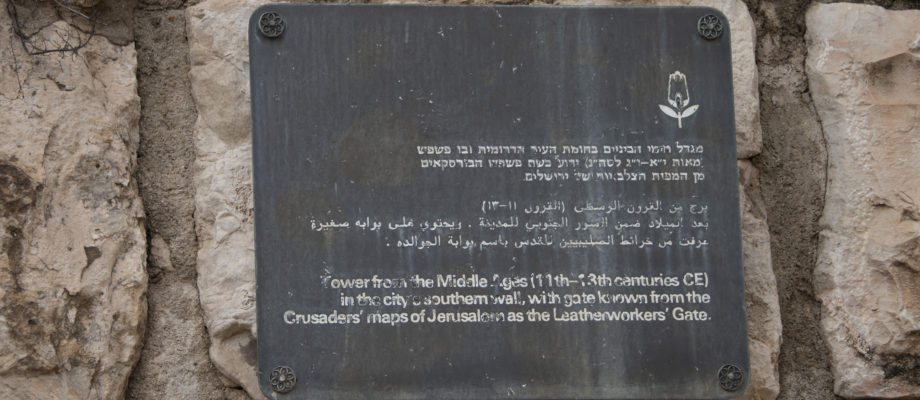 מגדל מימי הביניים בחומת העיר הדרומית ובו פשפש
(מאות י״א-י״ג לסה״נ) ידוע בשם פשפש הבורסקאים
מן המפות הצלבניות של ירושלים.
برج من القرون الوسطى (القرون ١١-١٣)
بعد الميلاد ضمن السور الجنوبي للمدينة . ويحتوي على بوابه صغيرة
عرفت من خرائط الصليبيين للقدس باسم بوابة الجوالده .
Tower from the Middle Ages (11th–13th centuries CE)
in the city's southern wall, with gate known from the
Crusaders' maps of Jerusalem as the Leatherworkers' Gate.